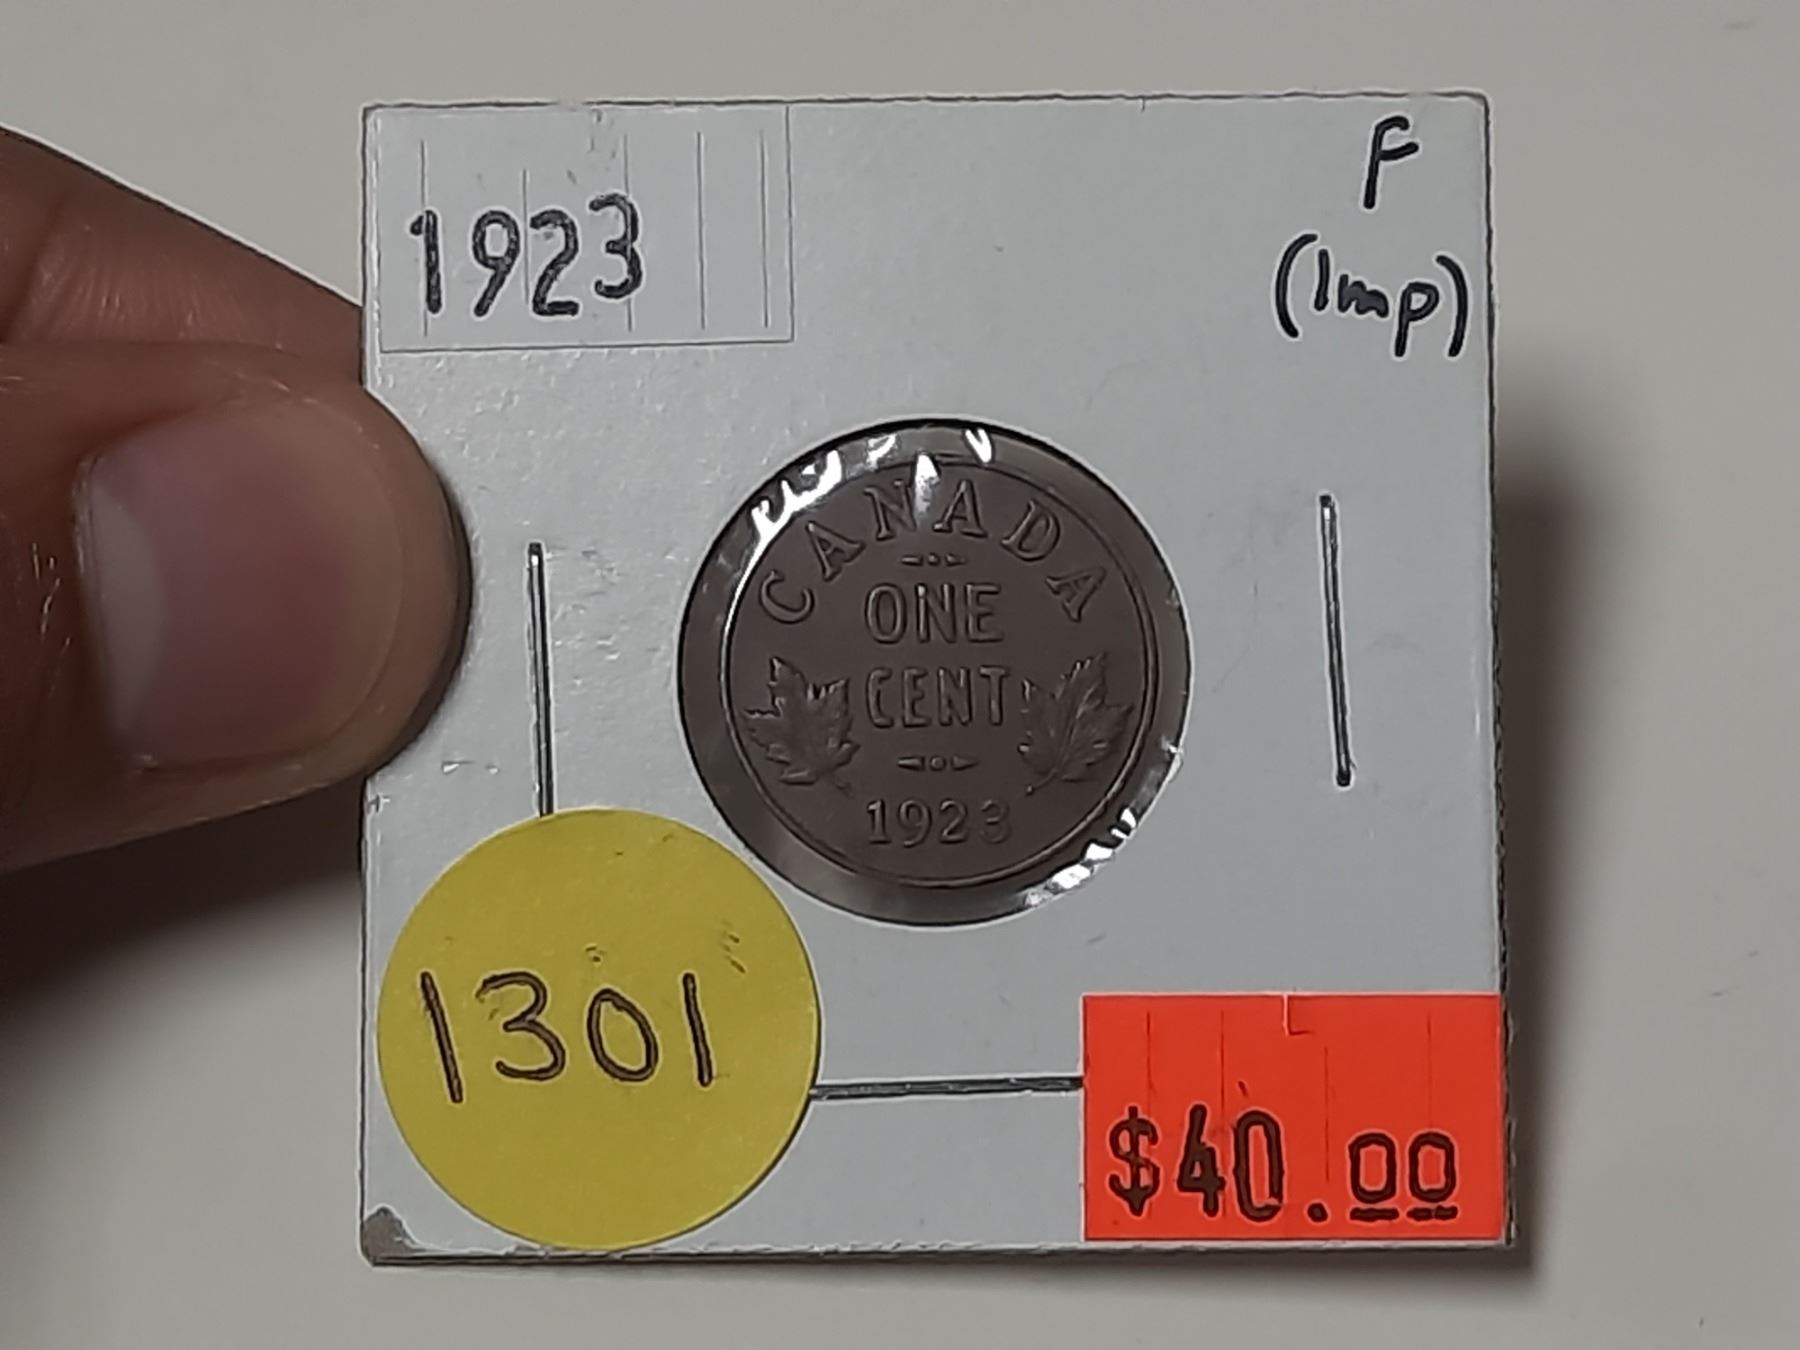 1923
F
(Imp)
CANADA
ONE
CENT
1923
1301
$40.00